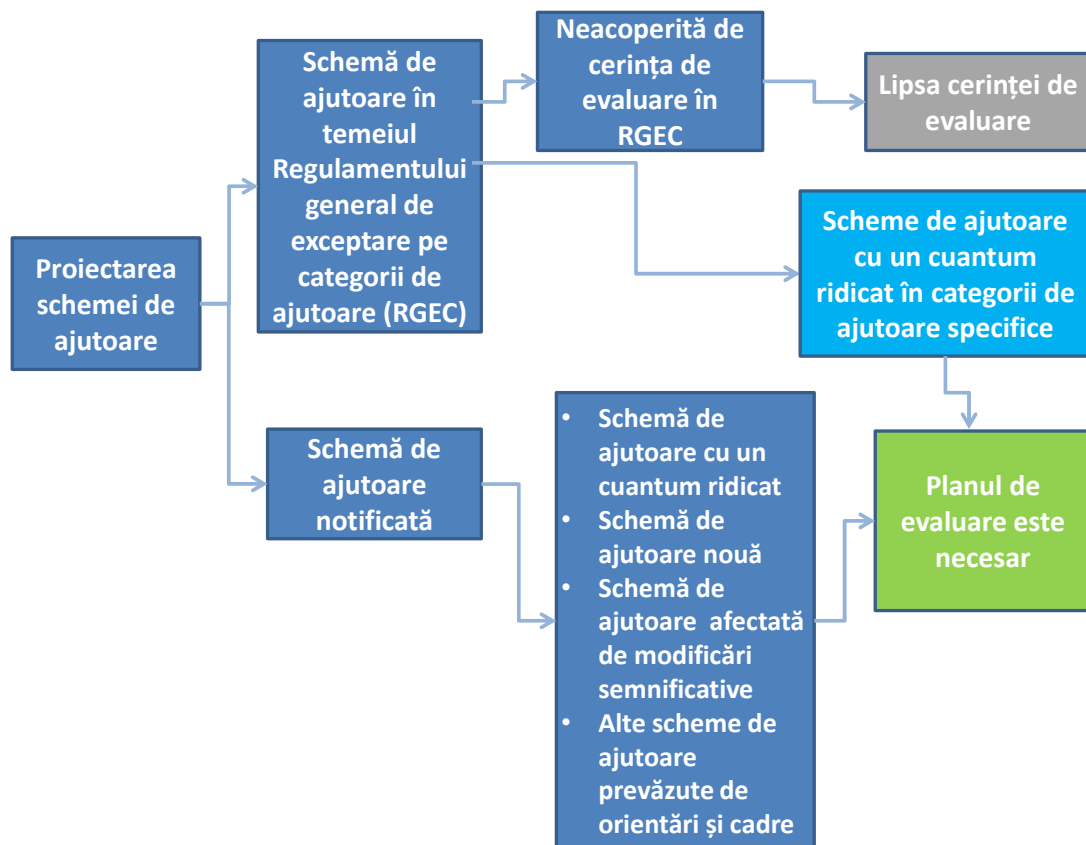 Proiectarea
schemei de
ajutoare
Schemă de
ajutoare în
temeiul
Regulamentului
general de
exceptare pe
categorii de
ajutoare (RGEC)
Neacoperită de
cerința de
evaluare în
RGEC
Lipsa cerinței de
evaluare
Scheme de ajutoare
cu un cuantum
ridicat în categorii de
ajutoare specifice
Schemă de
ajutoare
notificată
• Schemă de
ajutoare cu un
cuantum ridicat
• Schemă de
ajutoare nouă
• Schemă de
ajutoare afectată
de modificări
semnificative
• Alte scheme de
ajutoare
prevăzute de
orientări și cadre
Planul de
evaluare este
necesar